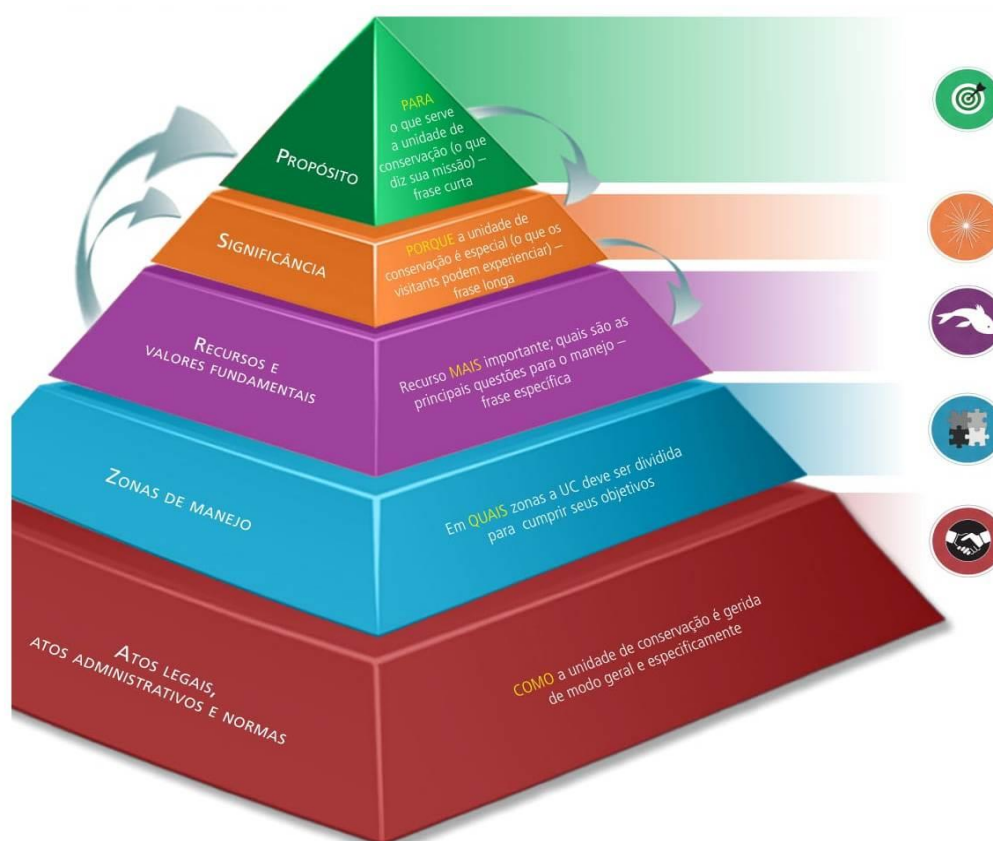 PROPÓSITO
PARA
o que serve
a unidade de
conservação (o que
diz sua missão) –
frase curta
SIGNIFICÂNCIA
PORQUE a unidade de
conservação é especial (o que os
visitants podem experienciar) –
frase longa
RECURSOS E
VALORES FUNDAMENTAIS
Recurso MAIS importante; quais são as
principais questões para o manejo –
frase específica
ZONAS DE MANEJO
Em QUAIS zonas a UC deve ser dividida
para cumprir seus objetivos
ATOS LEGAIS,
ATOS ADMINISTRATIVOS E NORMAS
COMO a unidade de conservação é gerida
de modo geral e especificamente